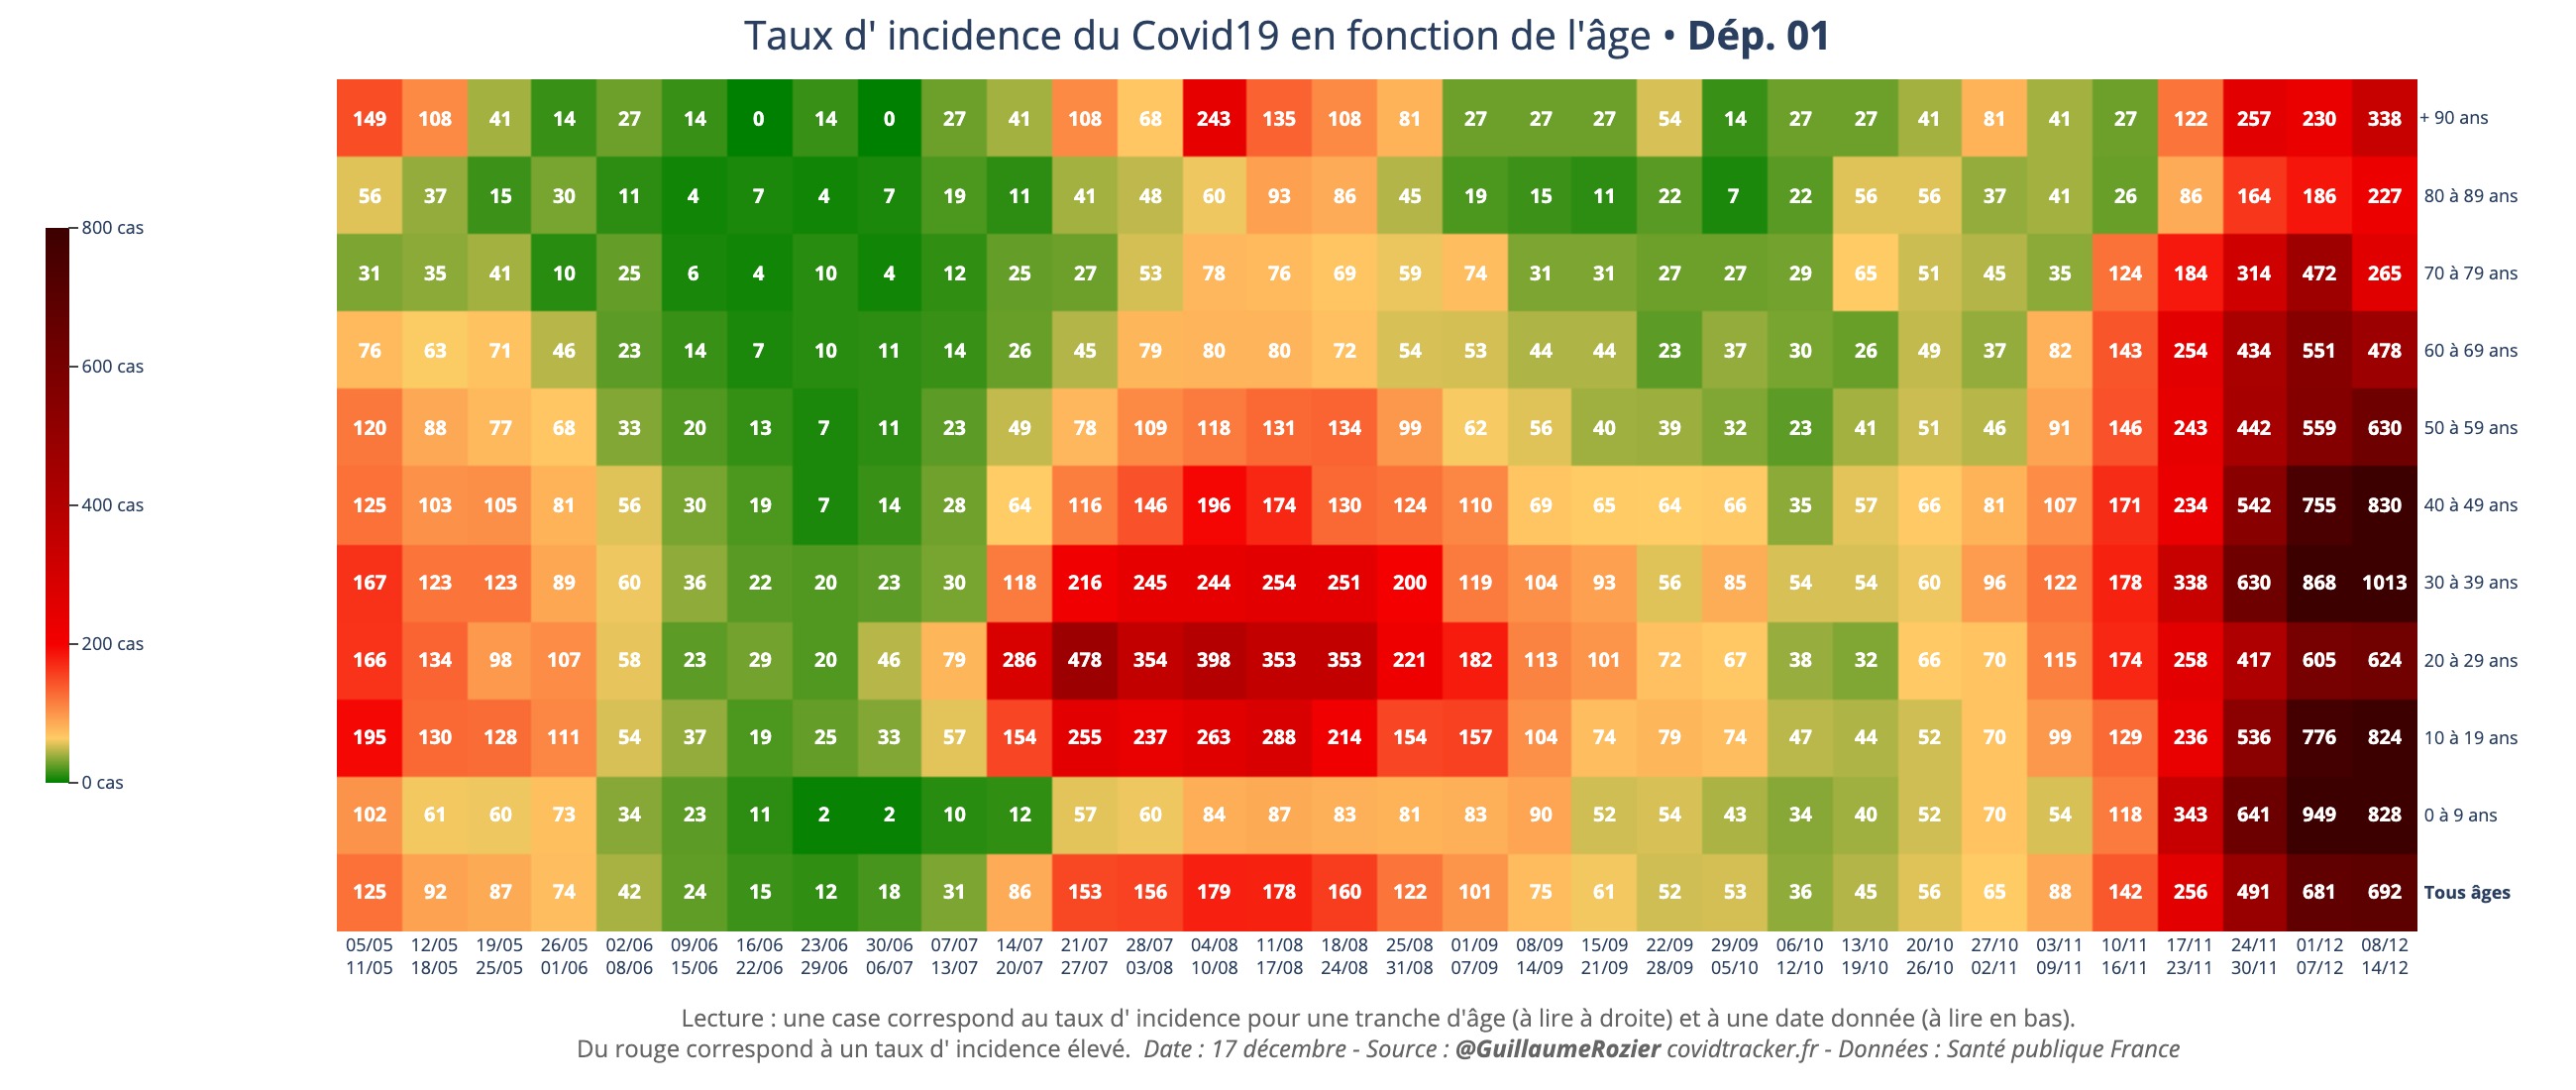 Taux d' incidence du Covid19 en fonction de l'âge • Dép. 01
800 cas
600 cas
400 cas
200 cas
0 cas
149 108 41 14 27 14 0 14 0 27 41 108 68 243 135 108 81 27 27 27 54 14 27 27 41 81 41 27 122 257 230 338 + 90 ans
56 37 15 30 11 4 7 4 7 19 11 41 48 60 93 86 45 19 15 11 22 7 22 56 56 37 41 26 86 164 186 227 80 à 89 ans
31 35 41 10 25 6 4 10 4 12 25 27 53 78 76 69 59 74 31 31 27 27 29 65 51 45 35 124 184 314 472 265 70 à 79 ans
76 63 71 46 23 14 7 10 11 14 26 45 79 80 80 72 54 53 44 44 23 37 30 26 49 37 82 143 254 434 551 478 60 à 69 ans
120 88 77 68 33 20 13 7 11 23 49 78 109 118 131 134 99 62 56 40 39 32 23 41 51 46 91 146 243 442 559 630 50 à 59 ans
125 103 105 81 56 30 19 7 14 28 64 116 146 196 174 130 124 110 69 65 64 66 35 57 66 81 107 171 234 542 755 830 40 à 49 ans
167 123 123 89 60 36 22 20 23 30 118 216 245 244 254 251 200 119 104 93 56 85 54 54 60 96 122 178 338 630 868 1013 30 à 39 ans
166 134 98 107 58 23 29 20 46 79 286 478 354 398 353 353 221 182 113 101 72 67 38 32 66 70 115 174 258 417 605 624 20 à 29 ans
195 130 128 111 54 37 19 25 33 57 154 255 237 263 288 214 154 157 104 74 79 74 47 44 52 70 99 129 236 536 776 824 10 à 19 ans
102 61 60 73 34 23 11 2 2 10 12 57 60 84 87 83 81 83 90 52 54 43 34 40 52 70 54 118 343 641 949 828 0 à 9 ans
125 92 87 74 42 24 15 12 18 31 86 153 156 179 178 160 122 101 75 61 52 53 36 45 56 65 88 142 256 491 681 692 Tous âges
05/05 12/05 19/05 26/05 02/06 09/06 16/06 23/06 30/06 07/07 14/07 21/07 28/07 04/08 11/08 18/08 25/08 01/09 08/09 15/09 22/09 29/09 06/10 13/10 20/10 27/10 03/11 10/11 17/11 24/11 01/12 08/12
11/05 18/05 25/05 01/06 08/06 15/06 22/06 29/06 06/07 13/07 20/07 27/07 03/08 10/08 17/08 24/08 31/08 07/09 14/09 21/09 28/09 05/10 12/10 19/10 26/10 02/11 09/11 16/11 23/11 30/11 07/12 14/12
Lecture : une case correspond au taux d' incidence pour une tranche d'âge (à lire à droite) et à une date donnée (à lire en bas).
Du rouge correspond à un taux d' incidence élevé. Date : 17 décembre - Source : @GuillaumeRozier covidtracker.fr - Données : Santé publique France